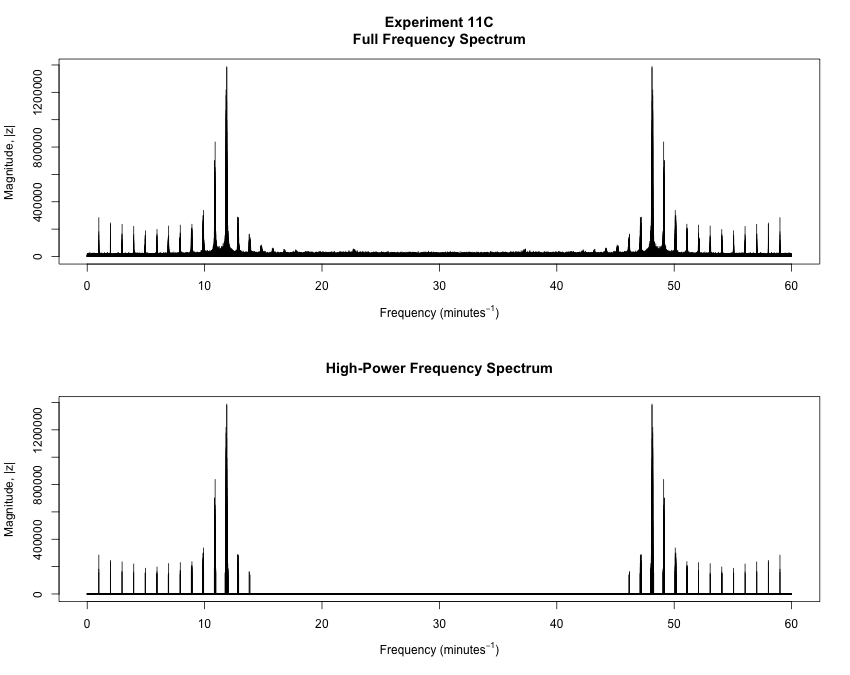 Experiment 11C
Full Frequency Spectrum
Magnitude, |z|
0 400000 800000 1200000
0 10 20 30 40 50 60
Frequency (minutes⁻¹)
High-Power Frequency Spectrum
Magnitude, |z|
0 400000 800000 1200000
0 10 20 30 40 50 60
Frequency (minutes⁻¹)